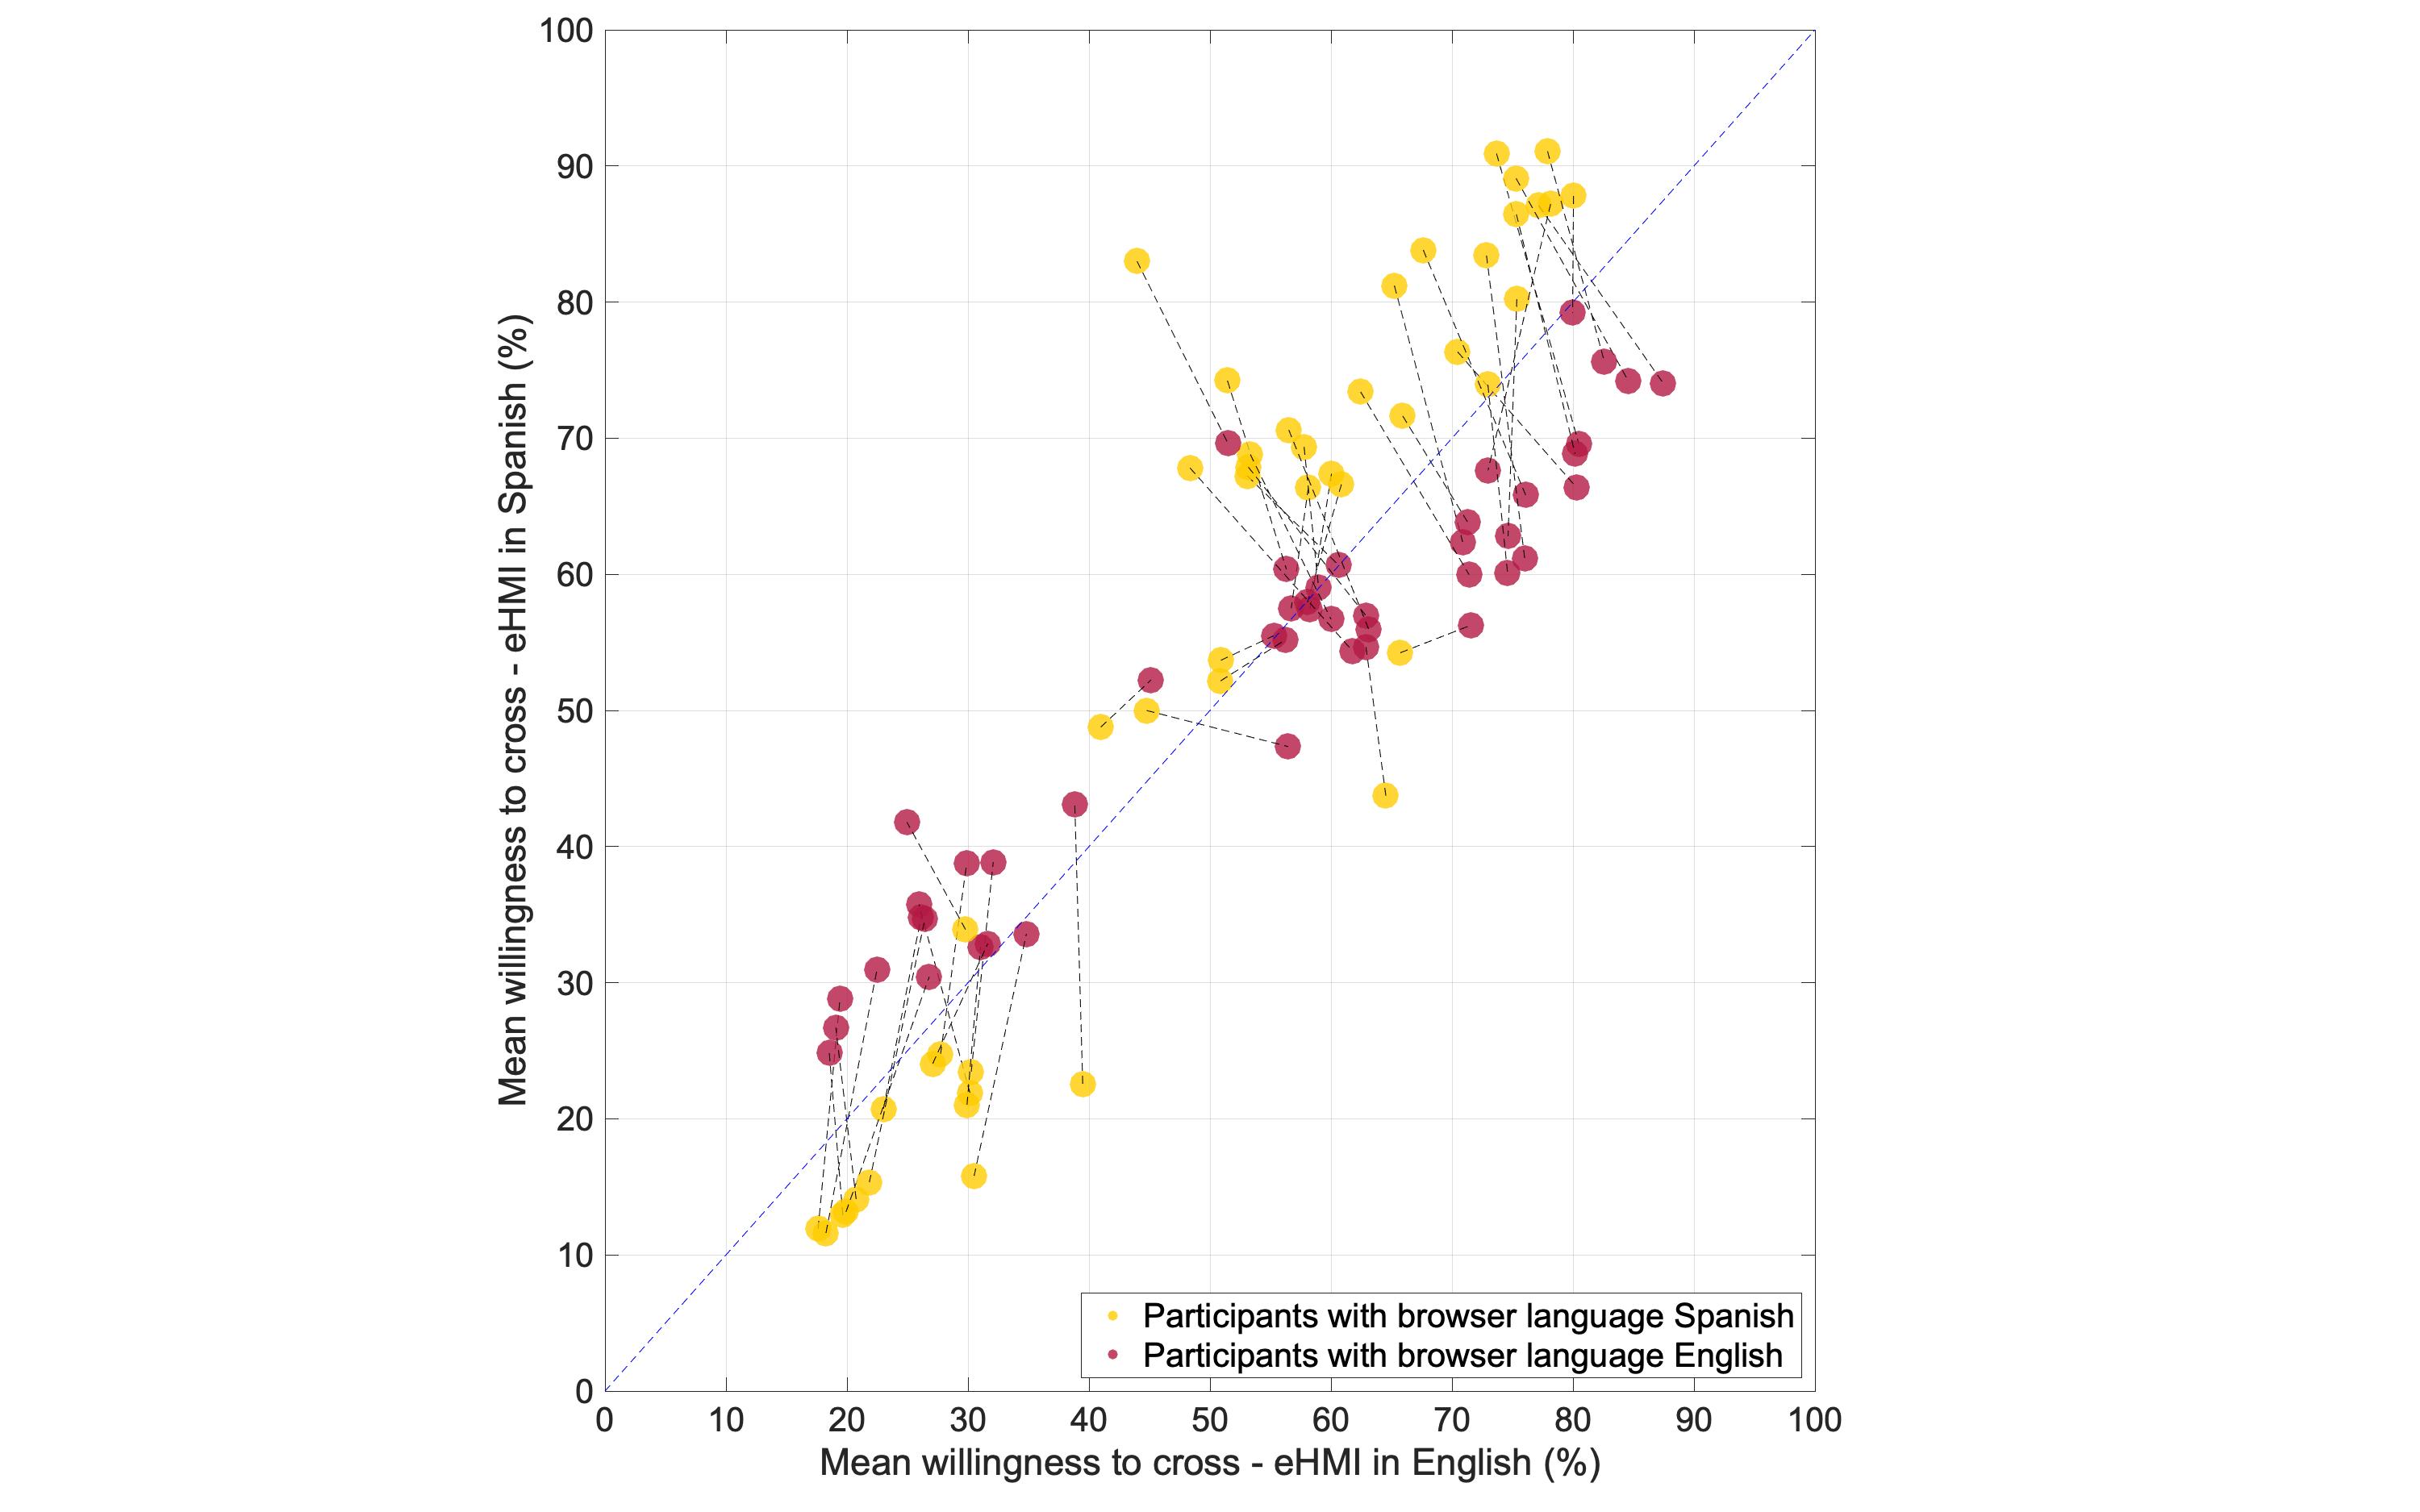 100
90
80
70
60
50
40
30
20
10
0
Mean willingness to cross - eHMI in Spanish (%)
Participants with browser language Spanish
Participants with browser language English
0 10 20 30 40 50 60 70 80 90 100
Mean willingness to cross - eHMI in English (%)